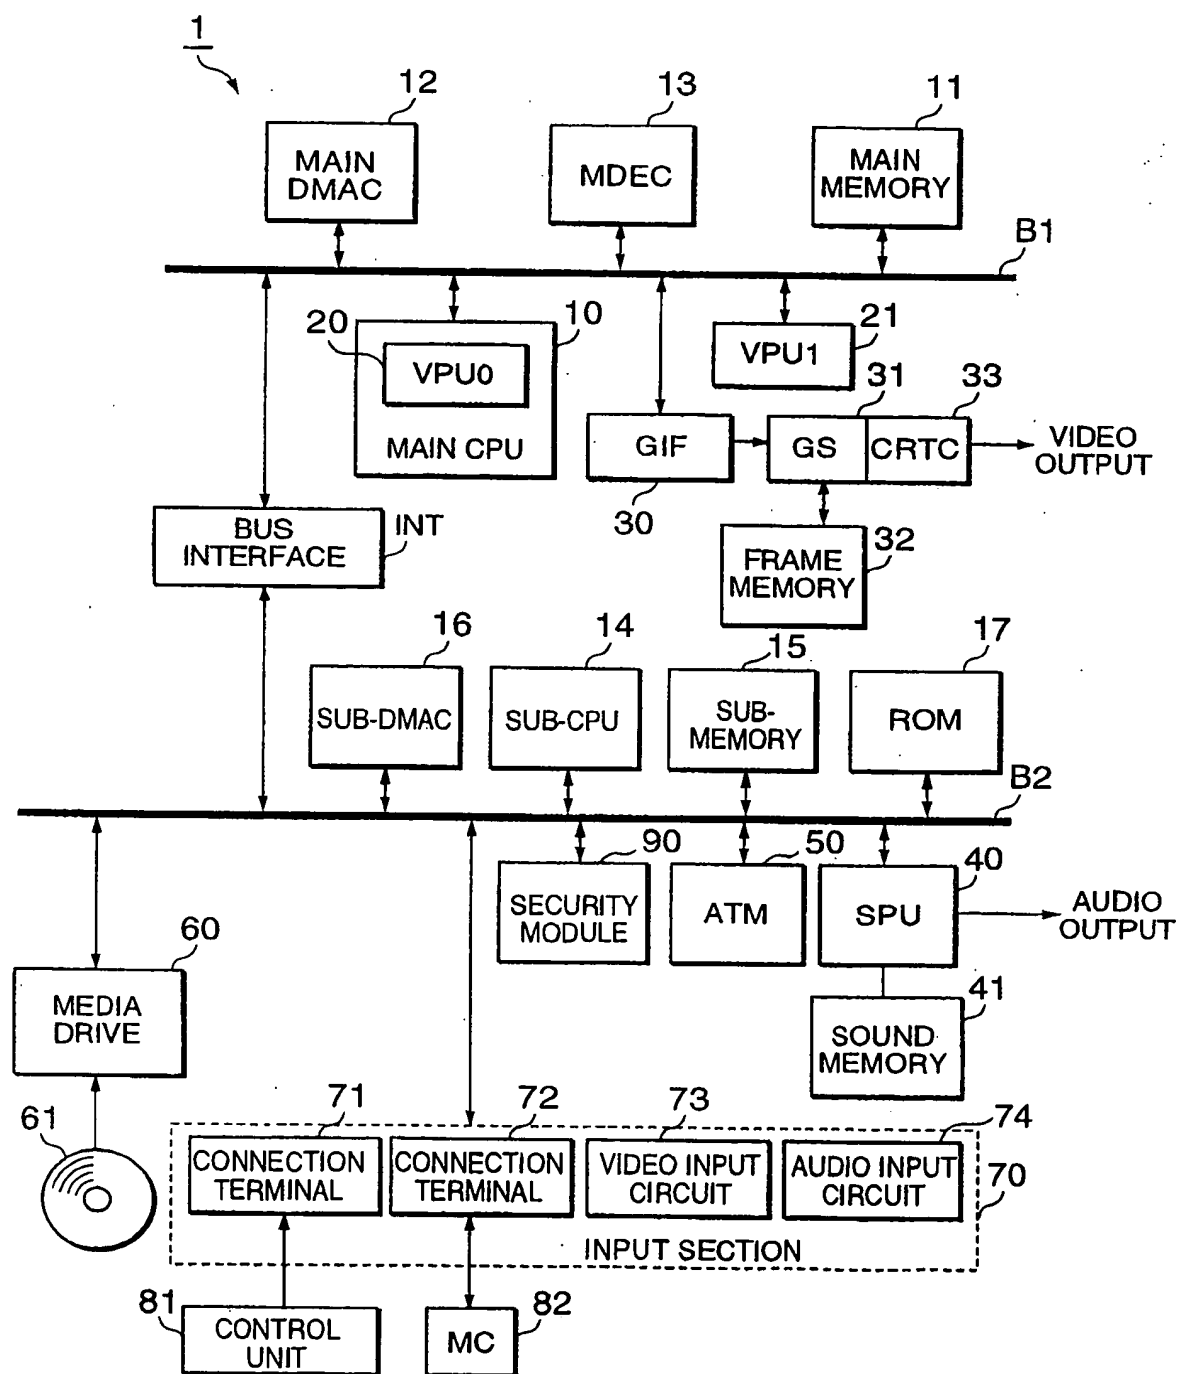 1
12
13
11
MAIN
DMAC
MDEC
MAIN
MEMORY
B1
20
10
VPU0
MAIN CPU
21
VPU1
31
33
GIF
30
GS
CRTC
VIDEO
OUTPUT
BUS
INTERFACE
INT
FRAME
MEMORY
32
16
14
15
17
SUB-DMAC
SUB-CPU
SUB-
MEMORY
ROM
B2
90
50
40
SECURITY
MODULE
ATM
SPU
AUDIO
OUTPUT
60
MEDIA
DRIVE
41
SOUND
MEMORY
61
71
72
73
74
CONNECTION
TERMINAL
CONNECTION
TERMINAL
VIDEO INPUT
CIRCUIT
AUDIO INPUT
CIRCUIT
70
INPUT SECTION
81
CONTROL
UNIT
82
MC